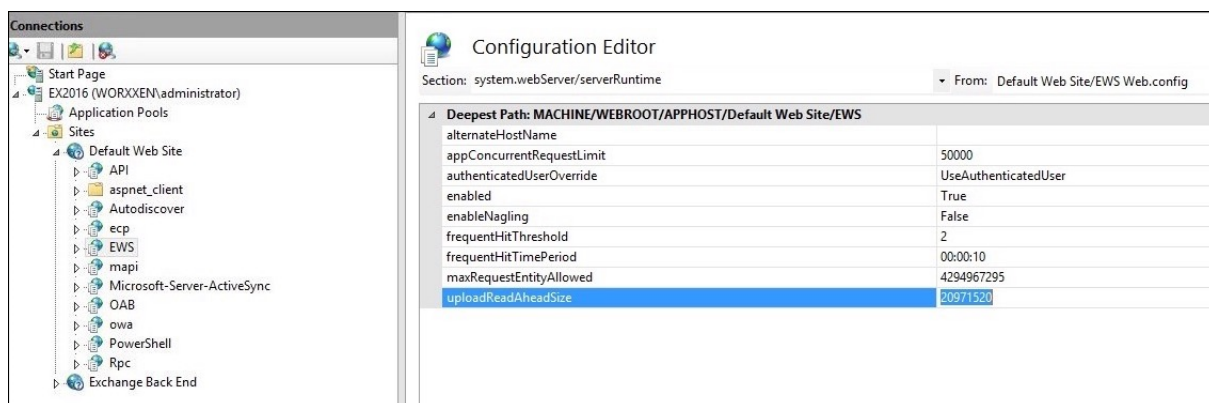 Connections
Start Page
EX2016 (WORXXEN\administrator)
Application Pools
Sites
Default Web Site
API
aspnet_client
Autodiscover
ecp
EWS
mapi
Microsoft-Server-ActiveSync
OAB
owa
PowerShell
Rpc
Exchange Back End
Configuration Editor
Section: system.webServer/serverRuntime From: Default Web Site/EWS Web.config
Deepest Path: MACHINE/WEBROOT/APPHOST/Default Web Site/EWS
alternateHostName
appConcurrentRequestLimit 50000
authenticatedUserOverride UseAuthenticatedUser
enabled True
enableNagling False
frequentHitThreshold 2
frequentHitTimePeriod 00:00:10
maxRequestEntityAllowed 4294967295
uploadReadAheadSize 20971520